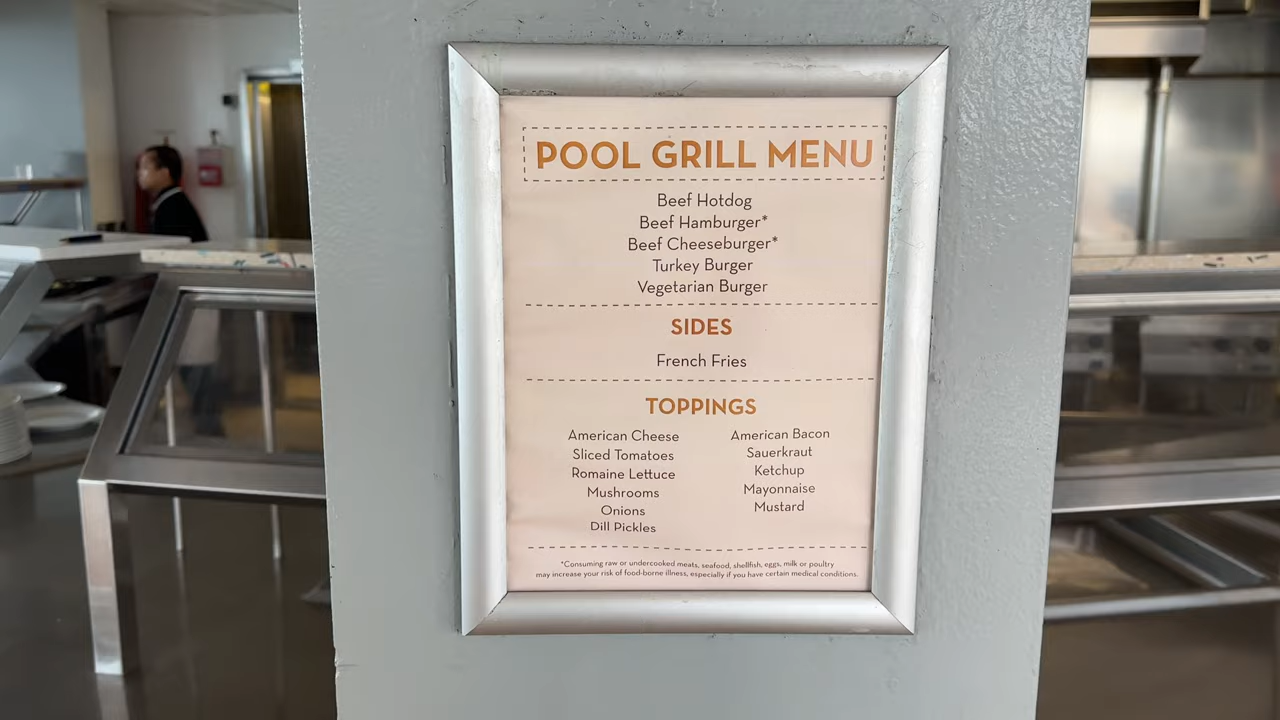 POOL GRILL MENU
Beef Hotdog
Beef Hamburger*
Beef Cheeseburger*
Turkey Burger
Vegetarian Burger
SIDES
French Fries
TOPPINGS
American Cheese
Sliced Tomatoes
Romaine Lettuce
Mushrooms
Onions
Dill Pickles
American Bacon
Sauerkraut
Ketchup
Mayonnaise
Mustard
*Consuming raw or undercooked meats, seafood, shellfish, eggs, milk or poultry
may increase your risk of food-borne illness, especially if you have certain medical conditions.